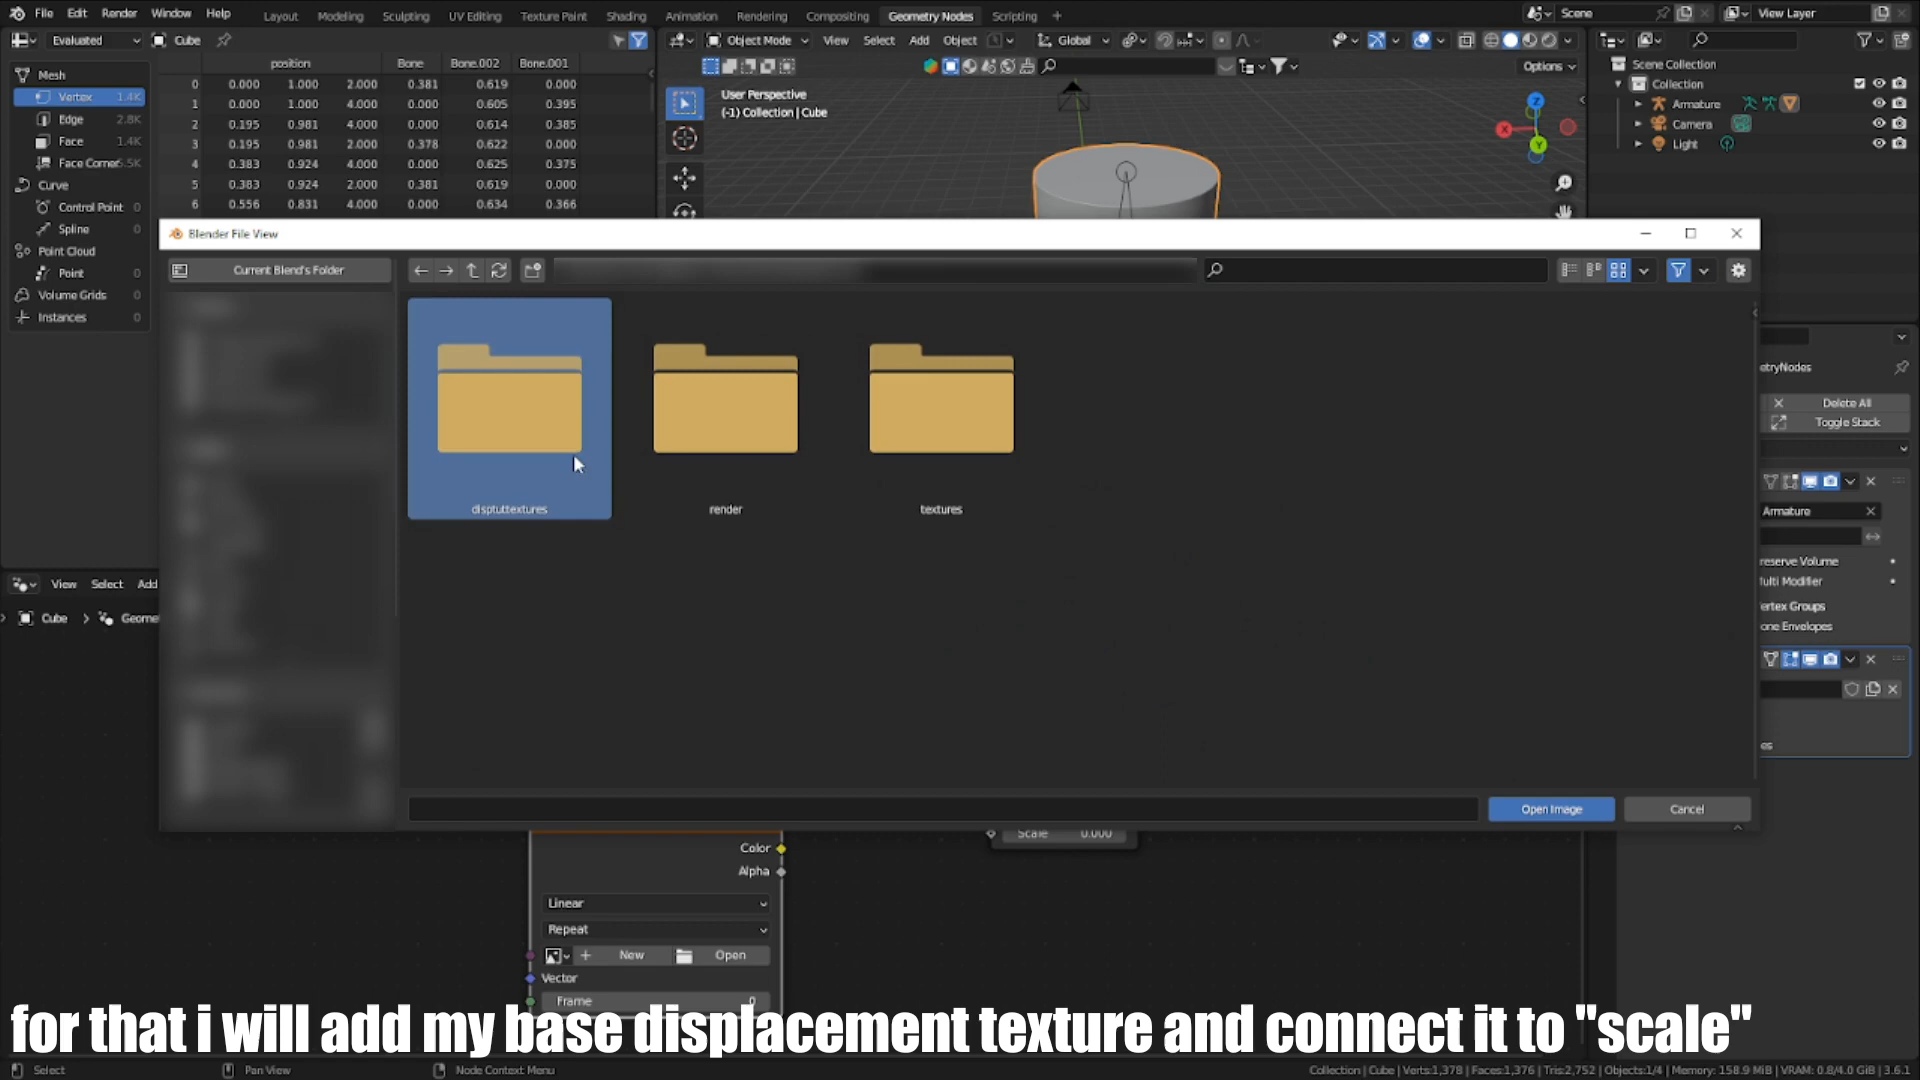 File Edit Render Window Help Layout Modeling Sculpting UV Editing Texture Paint Shading Animation Rendering Compositing Geometry Nodes Scripting + Scene View Layer
Evaluated Cube Object Mode View Select Add Object Global
Options
Mesh
Vertex 1.4K
Edge 2.8K
Face 1.4K
Face Corner 5.5K
Curve
Control Point 0
Spline 0
Point Cloud
Point 0
Volume Grids 0
Instances 0
position Bone Bone.002 Bone.001
0 0.000 1.000 2.000 0.381 0.619 0.000
1 0.000 1.000 4.000 0.000 0.605 0.395
2 0.195 0.981 4.000 0.000 0.614 0.385
3 0.195 0.981 2.000 0.378 0.622 0.000
4 0.383 0.924 4.000 0.000 0.625 0.375
5 0.383 0.924 2.000 0.381 0.619 0.000
6 0.556 0.831 4.000 0.000 0.634 0.366
User Perspective
(-1) Collection | Cube
Z
X
Y
Scene Collection
Collection
Armature
Camera
Light
Blender File View
Current Blend's Folder
disptuttextures render textures
Open Image Cancel
etryNodes
Delete All
Toggle Stack
Armature
reserve Volume
ulti Modifier
ertex Groups
one Envelopes
es
View Select Add
Cube > Geome
Scale 0.000
Color
Alpha
Linear
Repeat
New Open
Vector
Frame 0
for that i will add my base displacement texture and connect it to "scale"
Select Pan View Node Context Menu Collection | Cube | Verts:1,378 | Faces:1,376 | Tris:2,752 | Objects:1/4 | Memory: 158.9 MiB | VRAM: 0.8/4.0 GiB | 3.6.1